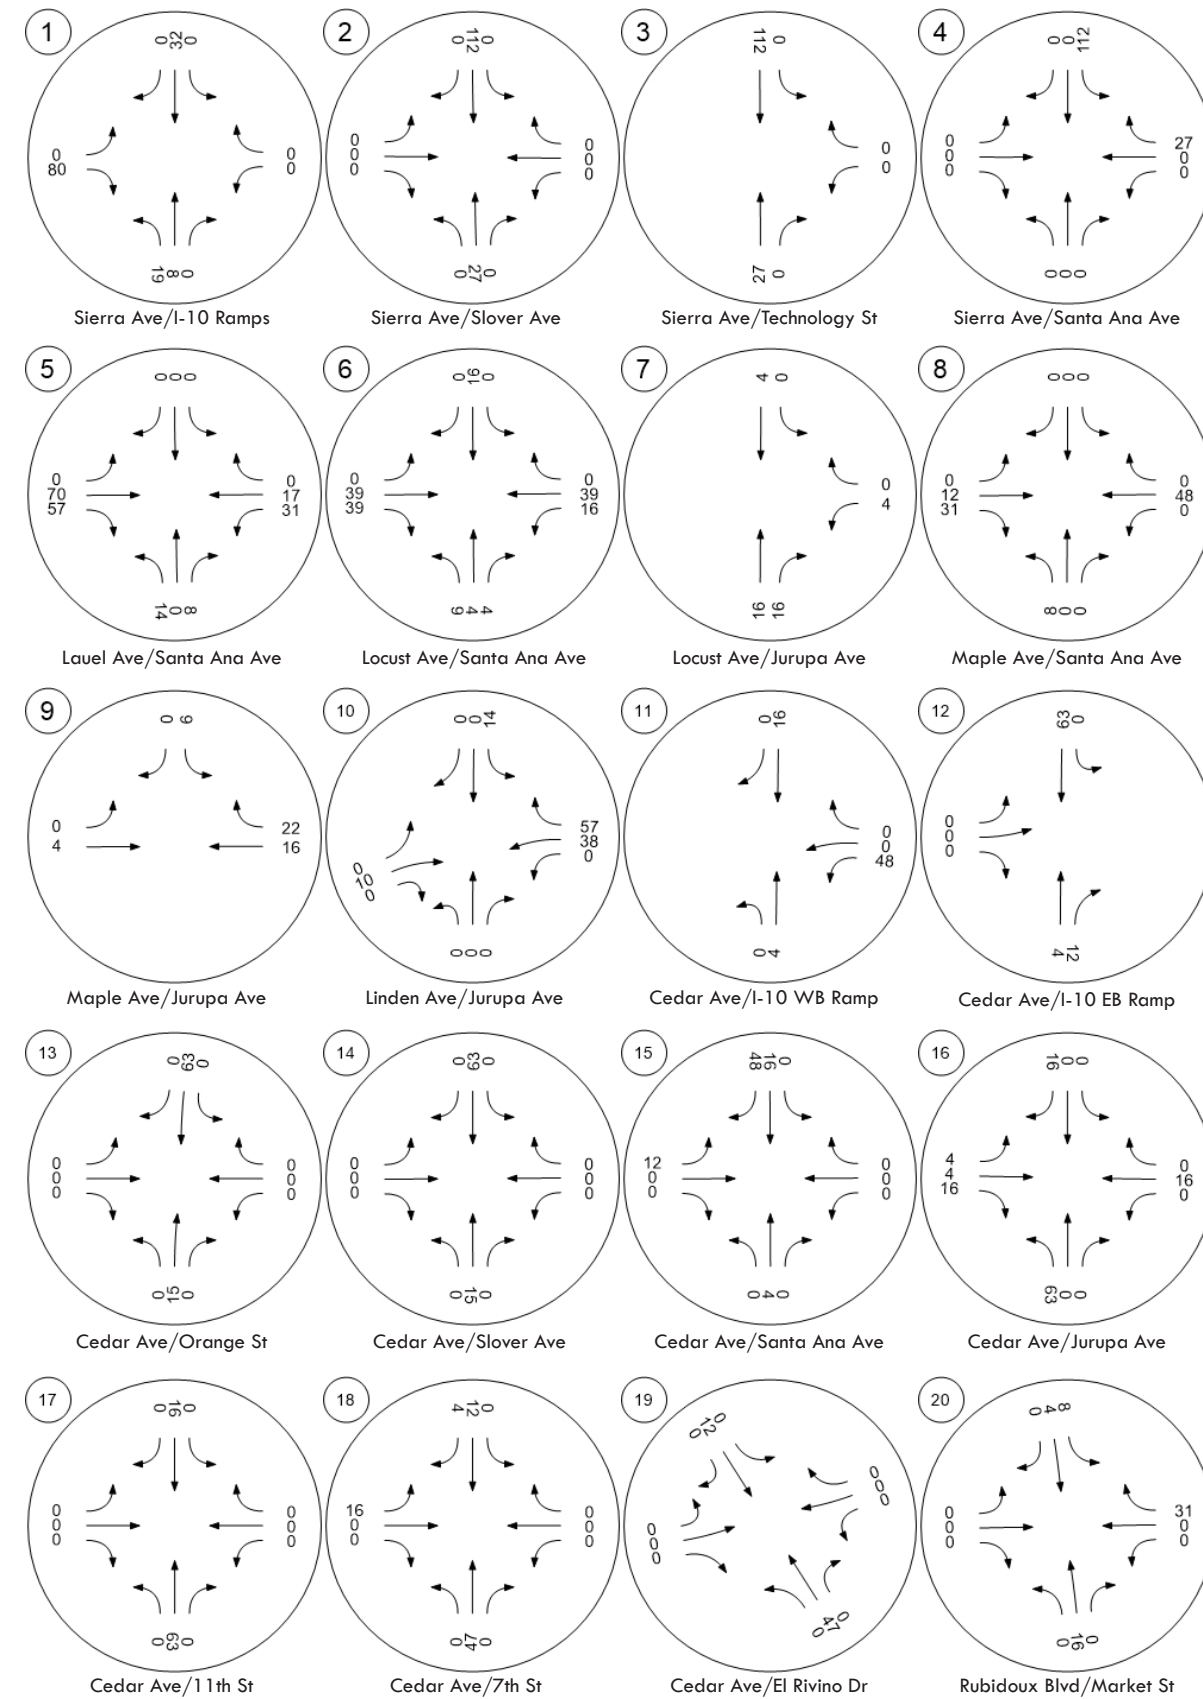 1
0 32 0
0
80
0
0
19 8 0
Sierra Ave/I-10 Ramps
2
0 112 0
0
0
0
0
0
0
0 27 0
Sierra Ave/Slover Ave
3
112 0
0
0
27 0
Sierra Ave/Technology St
4
0 0 112
0
0
0
27
0
0
0 0 0
Sierra Ave/Santa Ana Ave
5
0 0 0
0
70
57
0
17
31
14 0 8
Lauel Ave/Santa Ana Ave
6
0 16 0
0
39
39
0
39
16
9 4 4
Locust Ave/Santa Ana Ave
7
4 0
0
4
16 16
Locust Ave/Jurupa Ave
8
0 0 0
0
12
31
0
48
0
8 0 0
Maple Ave/Santa Ana Ave
9
0 6
0
4
22
16
Maple Ave/Jurupa Ave
10
0 0 14
0
10
0
57
38
0
0 0 0
Linden Ave/Jurupa Ave
11
0 16
0
0
48
0 4
Cedar Ave/I-10 WB Ramp
12
63 0
0
0
0
4 12
Cedar Ave/I-10 EB Ramp
13
0 63 0
0
0
0
0
0
0
0 15 0
Cedar Ave/Orange St
14
0 63 0
0
0
0
0
0
0
0 15 0
Cedar Ave/Slover Ave
15
48 16 0
12
0
0
0
0
0
0 4 0
Cedar Ave/Santa Ana Ave
16
16 0 0
4
4
16
0
16
0
63 0 0
Cedar Ave/Jurupa Ave
17
0 16 0
0
0
0
0
0
0
0 63 0
Cedar Ave/11th St
18
4 12 0
16
0
0
0
0
0
0 47 0
Cedar Ave/7th St
19
0 12 0
0
0
0
0
0
0
0 47 0
Cedar Ave/El Rivino Dr
20
0 4 8
0
0
0
31
0
0
0 16 0
Rubidoux Blvd/Market St